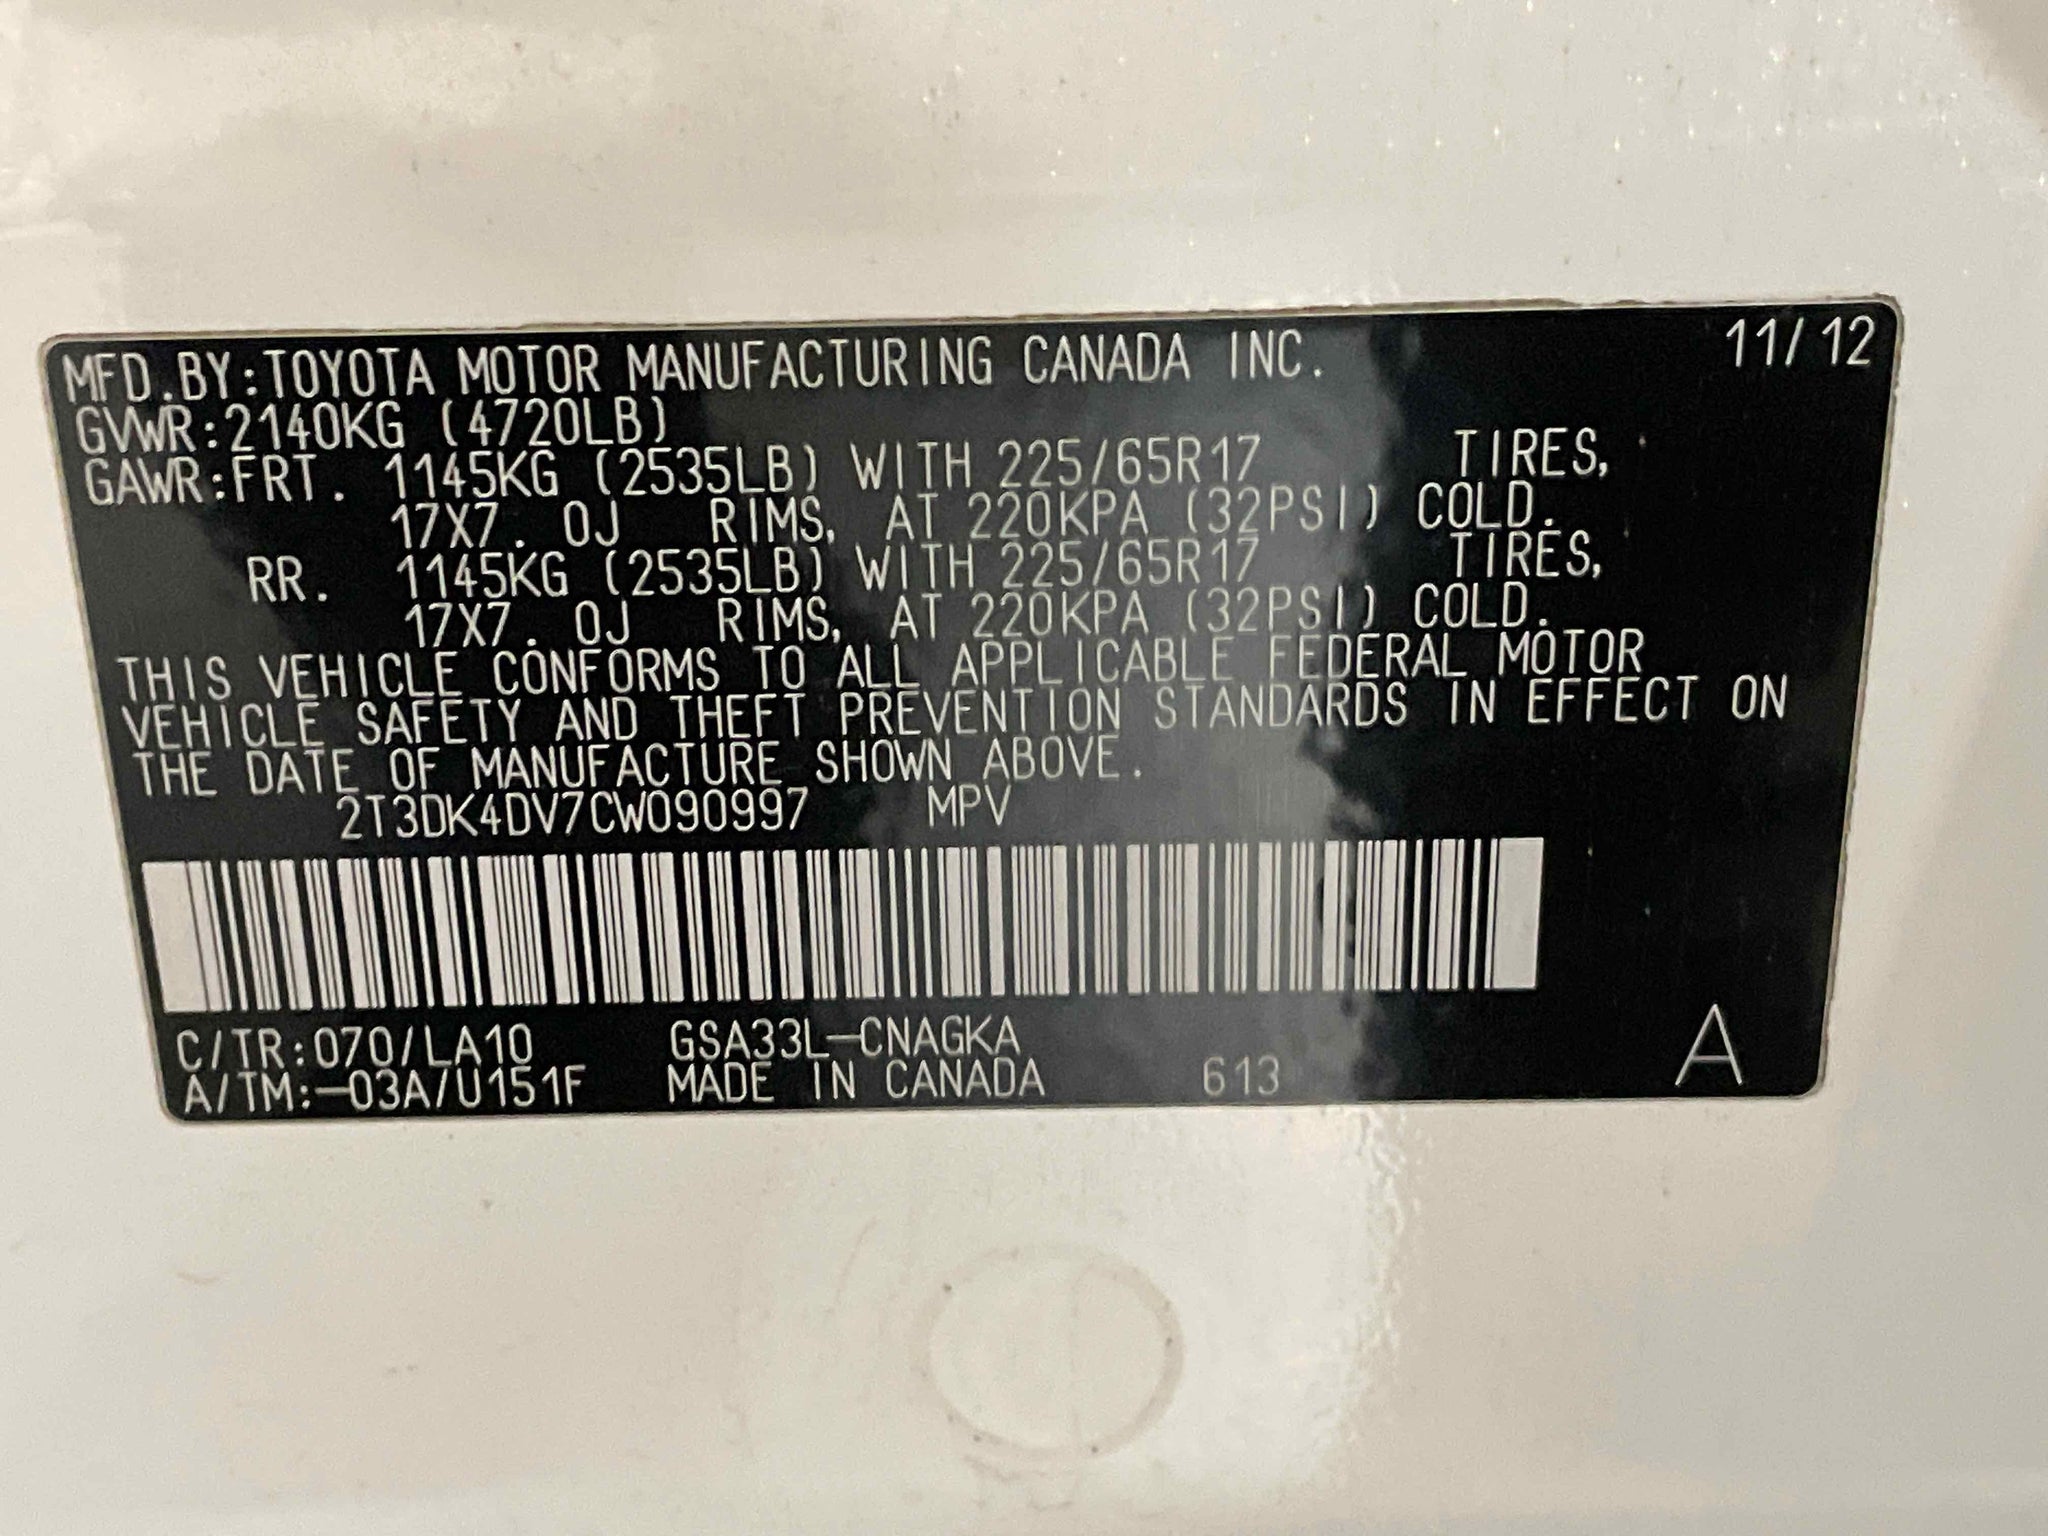 MFD.BY:TOYOTA MOTOR MANUFACTURING CANADA INC. 11/12
GVWR:2140KG (4720LB)
GAWR:FRT. 1145KG (2535LB) WITH 225/65R17 TIRES,
17X7.0J RIMS, AT 220KPA (32PSI) COLD.
RR. 1145KG (2535LB) WITH 225/65R17 TIRES,
17X7.0J RIMS, AT 220KPA (32PSI) COLD.
THIS VEHICLE CONFORMS TO ALL APPLICABLE FEDERAL MOTOR
VEHICLE SAFETY AND THEFT PREVENTION STANDARDS IN EFFECT ON
THE DATE OF MANUFACTURE SHOWN ABOVE.
2T3DK4DV7CW090997 MPV
C/TR:070/LA10 GSA33L-CNAGKA
A/TM:-03A/U151F MADE IN CANADA 613 A